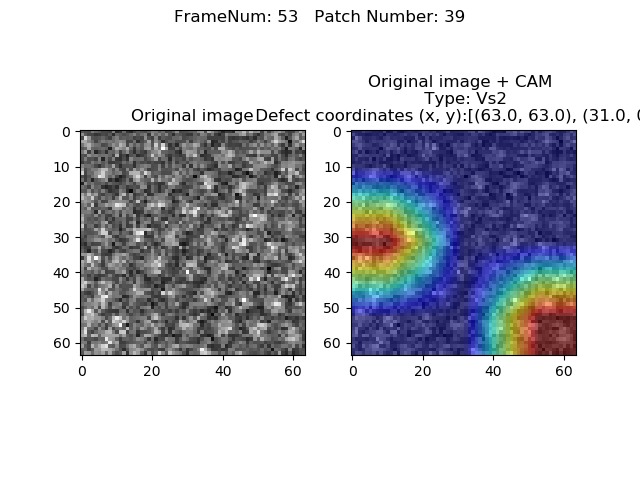 FrameNum: 53   Patch Number: 39
Original image + CAM
Type: Vs2
Original image
Defect coordinates (x, y):[(63.0, 63.0), (31.0, 0
0
10
20
30
40
50
60
0 20 40 60
0
10
20
30
40
50
60
0 20 40 60